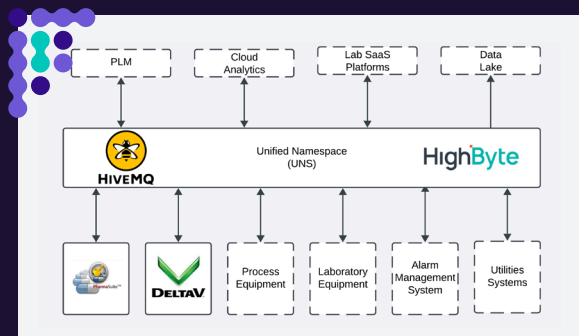 PLM
Cloud
Analytics
Lab SaaS
Platforms
Data
Lake
Unified Namespace
(UNS)
HIVEMQ
HighByte
PharmaSuite™
DELTAV
Process
Equipment
Laboratory
Equipment
Alarm
Management
System
Utilities
Systems